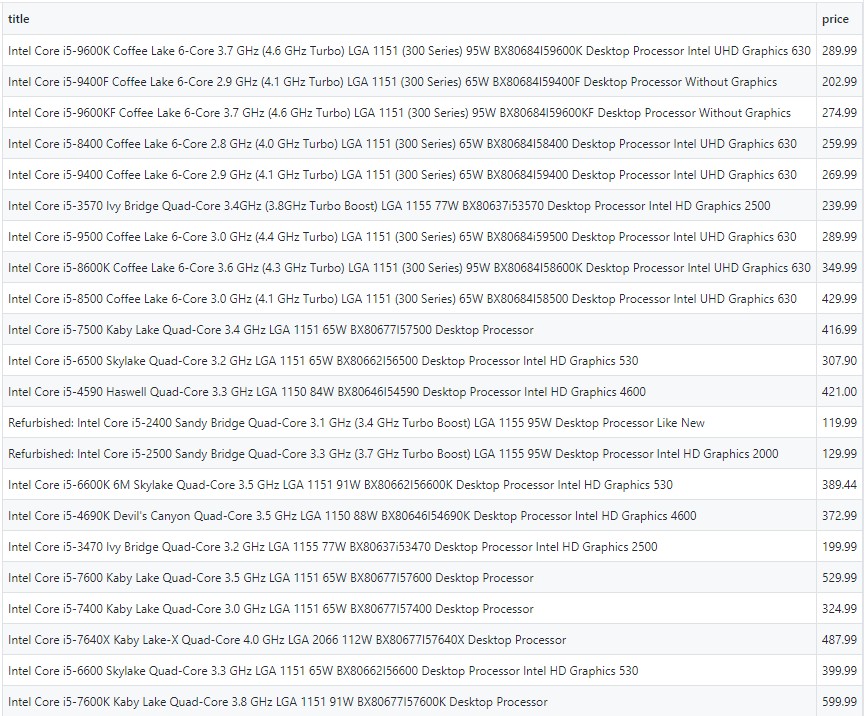 title price
Intel Core i5-9600K Coffee Lake 6-Core 3.7 GHz (4.6 GHz Turbo) LGA 1151 (300 Series) 95W BX80684I59600K Desktop Processor Intel UHD Graphics 630 289.99
Intel Core i5-9400F Coffee Lake 6-Core 2.9 GHz (4.1 GHz Turbo) LGA 1151 (300 Series) 65W BX80684I59400F Desktop Processor Without Graphics 202.99
Intel Core i5-9600KF Coffee Lake 6-Core 3.7 GHz (4.6 GHz Turbo) LGA 1151 (300 Series) 95W BX80684I59600KF Desktop Processor Without Graphics 274.99
Intel Core i5-8400 Coffee Lake 6-Core 2.8 GHz (4.0 GHz Turbo) LGA 1151 (300 Series) 65W BX80684I58400 Desktop Processor Intel UHD Graphics 630 259.99
Intel Core i5-9400 Coffee Lake 6-Core 2.9 GHz (4.1 GHz Turbo) LGA 1151 (300 Series) 65W BX80684I59400 Desktop Processor Intel UHD Graphics 630 269.99
Intel Core i5-3570 Ivy Bridge Quad-Core 3.4GHz (3.8GHz Turbo Boost) LGA 1155 77W BX80637i53570 Desktop Processor Intel HD Graphics 2500 239.99
Intel Core i5-9500 Coffee Lake 6-Core 3.0 GHz (4.4 GHz Turbo) LGA 1151 (300 Series) 65W BX80684i59500 Desktop Processor Intel UHD Graphics 630 289.99
Intel Core i5-8600K Coffee Lake 6-Core 3.6 GHz (4.3 GHz Turbo) LGA 1151 (300 Series) 95W BX80684I58600K Desktop Processor Intel UHD Graphics 630 349.99
Intel Core i5-8500 Coffee Lake 6-Core 3.0 GHz (4.1 GHz Turbo) LGA 1151 (300 Series) 65W BX80684I58500 Desktop Processor Intel UHD Graphics 630 429.99
Intel Core i5-7500 Kaby Lake Quad-Core 3.4 GHz LGA 1151 65W BX80677I57500 Desktop Processor 416.99
Intel Core i5-6500 Skylake Quad-Core 3.2 GHz LGA 1151 65W BX80662I56500 Desktop Processor Intel HD Graphics 530 307.90
Intel Core i5-4590 Haswell Quad-Core 3.3 GHz LGA 1150 84W BX80646I54590 Desktop Processor Intel HD Graphics 4600 421.00
Refurbished: Intel Core i5-2400 Sandy Bridge Quad-Core 3.1 GHz (3.4 GHz Turbo Boost) LGA 1155 95W Desktop Processor Like New 119.99
Refurbished: Intel Core i5-2500 Sandy Bridge Quad-Core 3.3 GHz (3.7 GHz Turbo Boost) LGA 1155 95W Desktop Processor Intel HD Graphics 2000 129.99
Intel Core i5-6600K 6M Skylake Quad-Core 3.5 GHz LGA 1151 91W BX80662I56600K Desktop Processor Intel HD Graphics 530 389.44
Intel Core i5-4690K Devil's Canyon Quad-Core 3.5 GHz LGA 1150 88W BX80646I54690K Desktop Processor Intel HD Graphics 4600 372.99
Intel Core i5-3470 Ivy Bridge Quad-Core 3.2 GHz LGA 1155 77W BX80637i53470 Desktop Processor Intel HD Graphics 2500 199.99
Intel Core i5-7600 Kaby Lake Quad-Core 3.5 GHz LGA 1151 65W BX80677I57600 Desktop Processor 529.99
Intel Core i5-7400 Kaby Lake Quad-Core 3.0 GHz LGA 1151 65W BX80677I57400 Desktop Processor 324.99
Intel Core i5-7640X Kaby Lake-X Quad-Core 4.0 GHz LGA 2066 112W BX80677I57640X Desktop Processor 487.99
Intel Core i5-6600 Skylake Quad-Core 3.3 GHz LGA 1151 65W BX80662I56600 Desktop Processor Intel HD Graphics 530 399.99
Intel Core i5-7600K Kaby Lake Quad-Core 3.8 GHz LGA 1151 91W BX80677I57600K Desktop Processor 599.99